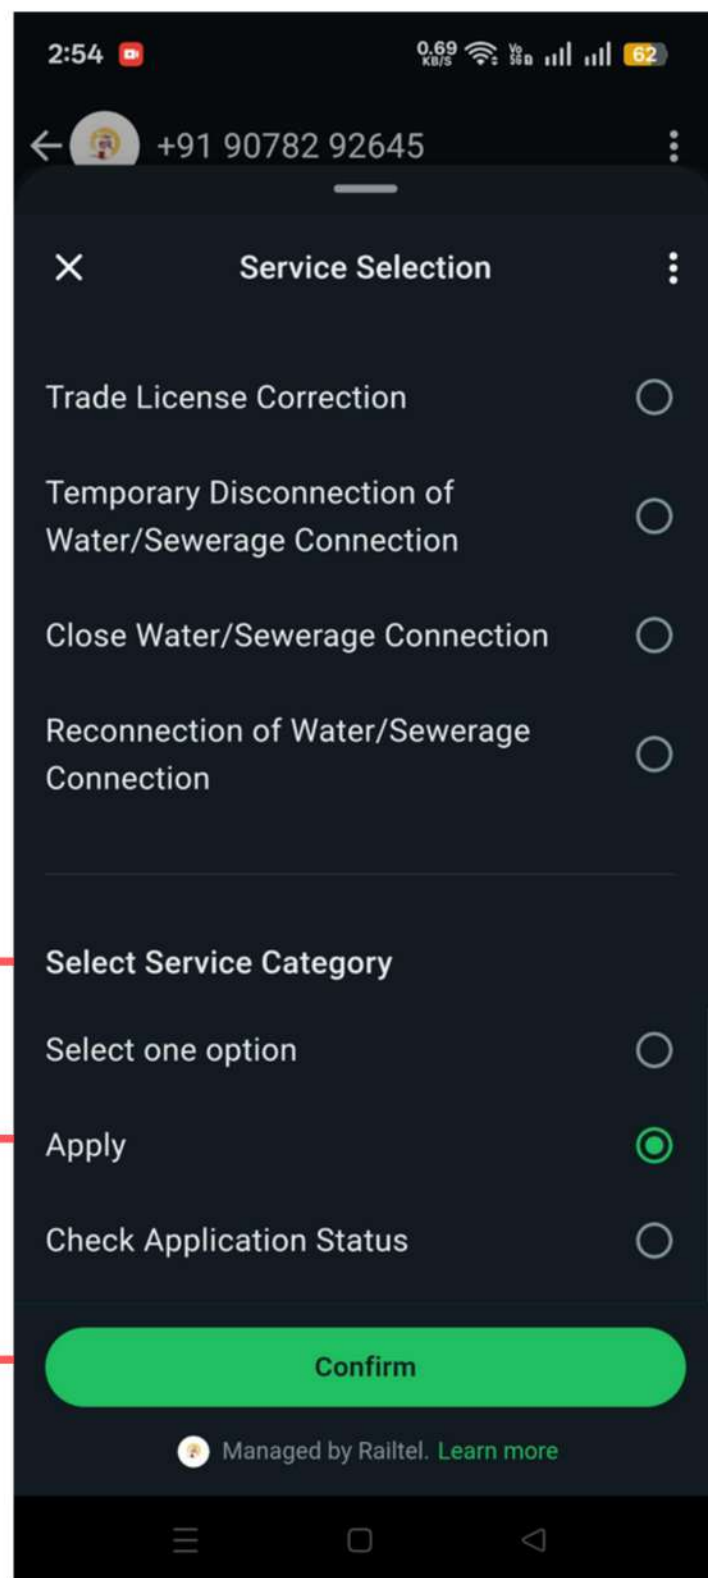 2:54 0.69 KB/S Vo 5G 62
+91 90782 92645
Service Selection
Trade License Correction
Temporary Disconnection of
Water/Sewerage Connection
Close Water/Sewerage Connection
Reconnection of Water/Sewerage
Connection
Select Service Category
Select one option
Apply
Check Application Status
Confirm
Managed by Railtel. Learn more